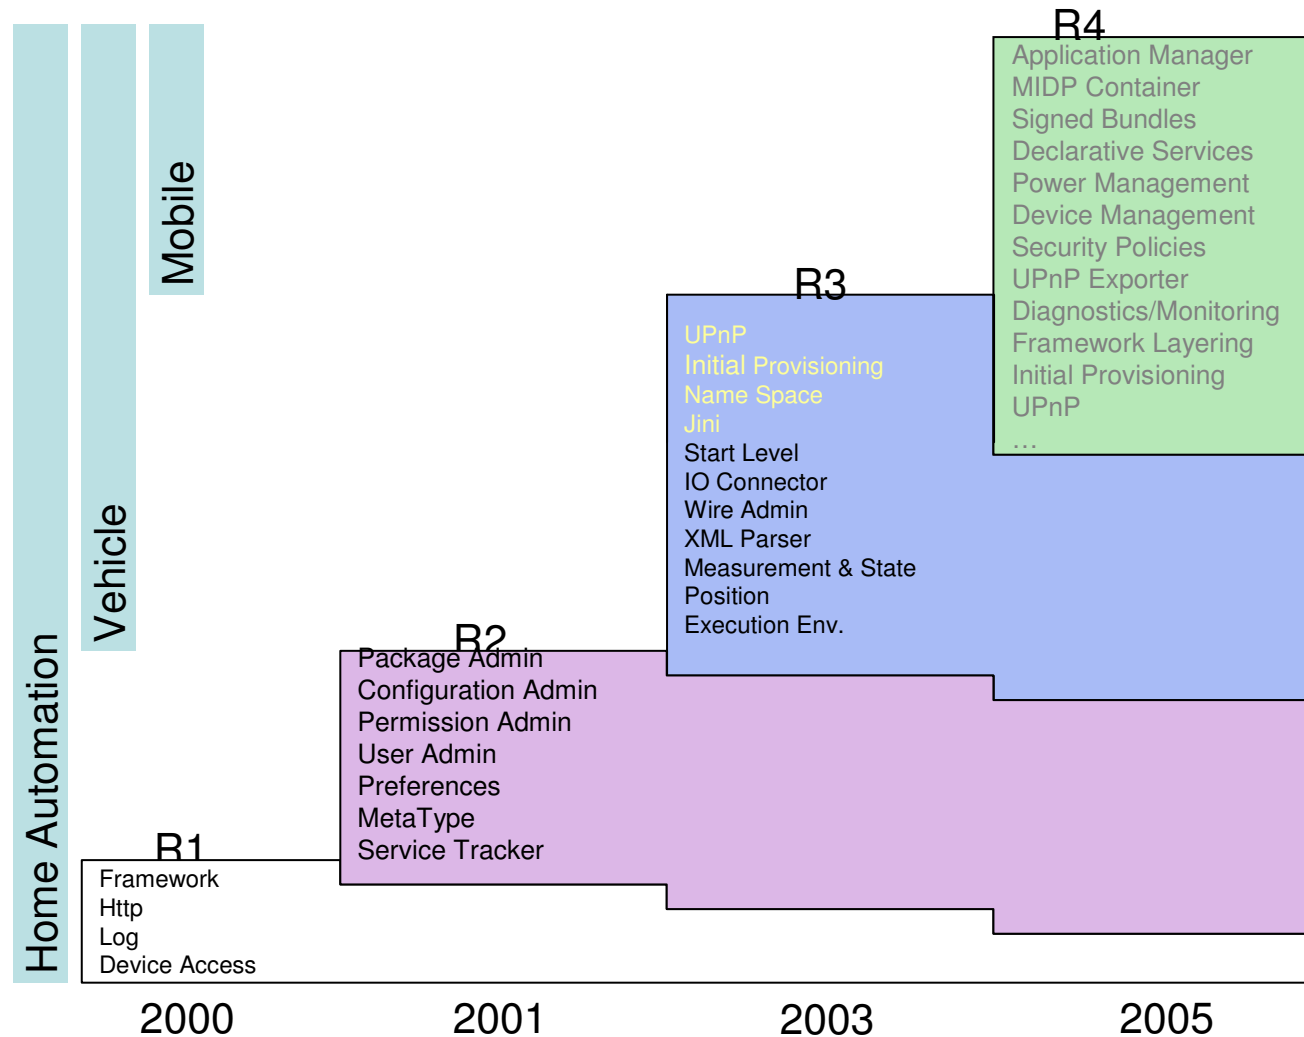 R4
Application Manager
MIDP Container
Signed Bundles
Declarative Services
Power Management
Device Management
Security Policies
UPnP Exporter
Diagnostics/Monitoring
Framework Layering
Initial Provisioning
UPnP
...
Mobile
R3
UPnP
Initial Provisioning
Name Space
Jini
Start Level
IO Connector
Wire Admin
XML Parser
Measurement & State
Position
Execution Env.
Vehicle
R2
Package Admin
Configuration Admin
Permission Admin
User Admin
Preferences
MetaType
Service Tracker
Home Automation
R1
Framework
Http
Log
Device Access
2000
2001
2003
2005